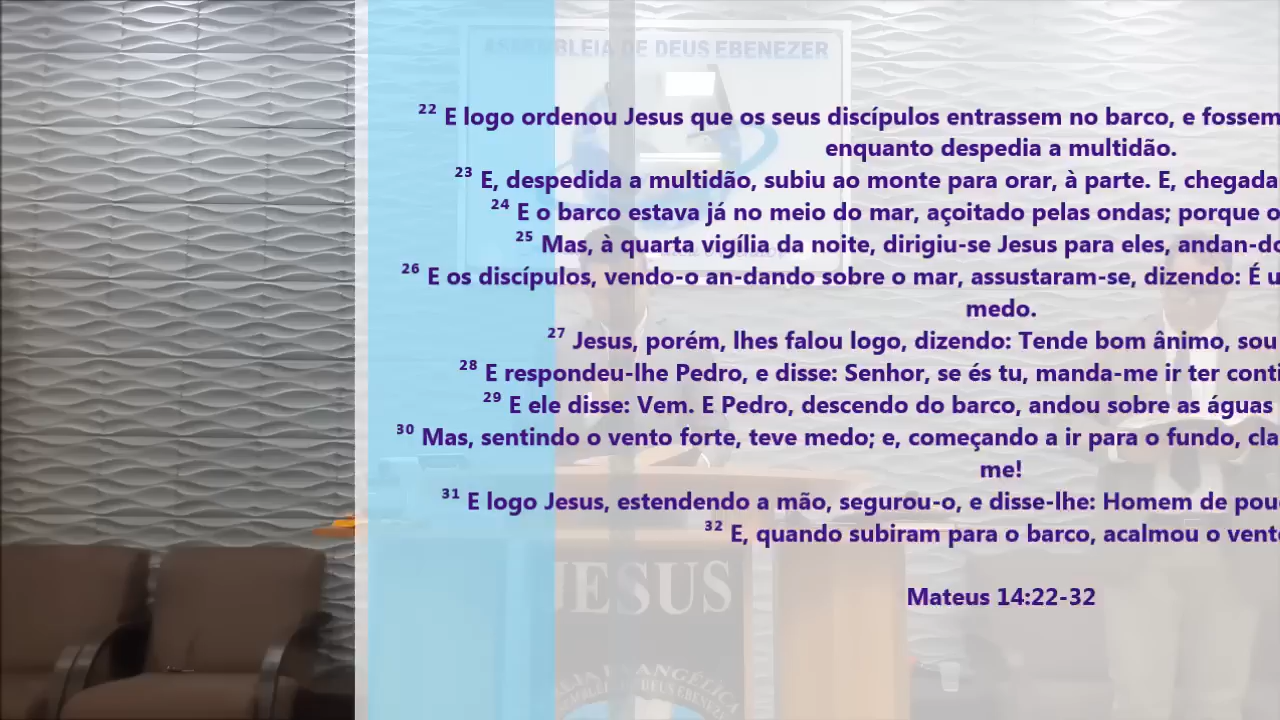 ASSEMBLEIA DE DEUS EBENEZER
22 E logo ordenou Jesus que os seus discípulos entrassem no barco, e fossem
enquanto despedia a multidão.
23 E, despedida a multidão, subiu ao monte para orar, à parte. E, chegada
24 E o barco estava já no meio do mar, açoitado pelas ondas; porque o
25 Mas, à quarta vigília da noite, dirigiu-se Jesus para eles, andan-do
26 E os discípulos, vendo-o an-dando sobre o mar, assustaram-se, dizendo: É u
medo.
27 Jesus, porém, lhes falou logo, dizendo: Tende bom ânimo, sou
28 E respondeu-lhe Pedro, e disse: Senhor, se és tu, manda-me ir ter conti
29 E ele disse: Vem. E Pedro, descendo do barco, andou sobre as águas
30 Mas, sentindo o vento forte, teve medo; e, começando a ir para o fundo, cla
me!
31 E logo Jesus, estendendo a mão, segurou-o, e disse-lhe: Homem de pou
32 E, quando subiram para o barco, acalmou o vento
Mateus 14:22-32
JESUS
EVANGÉLICA
DE DEUS EBENEZ